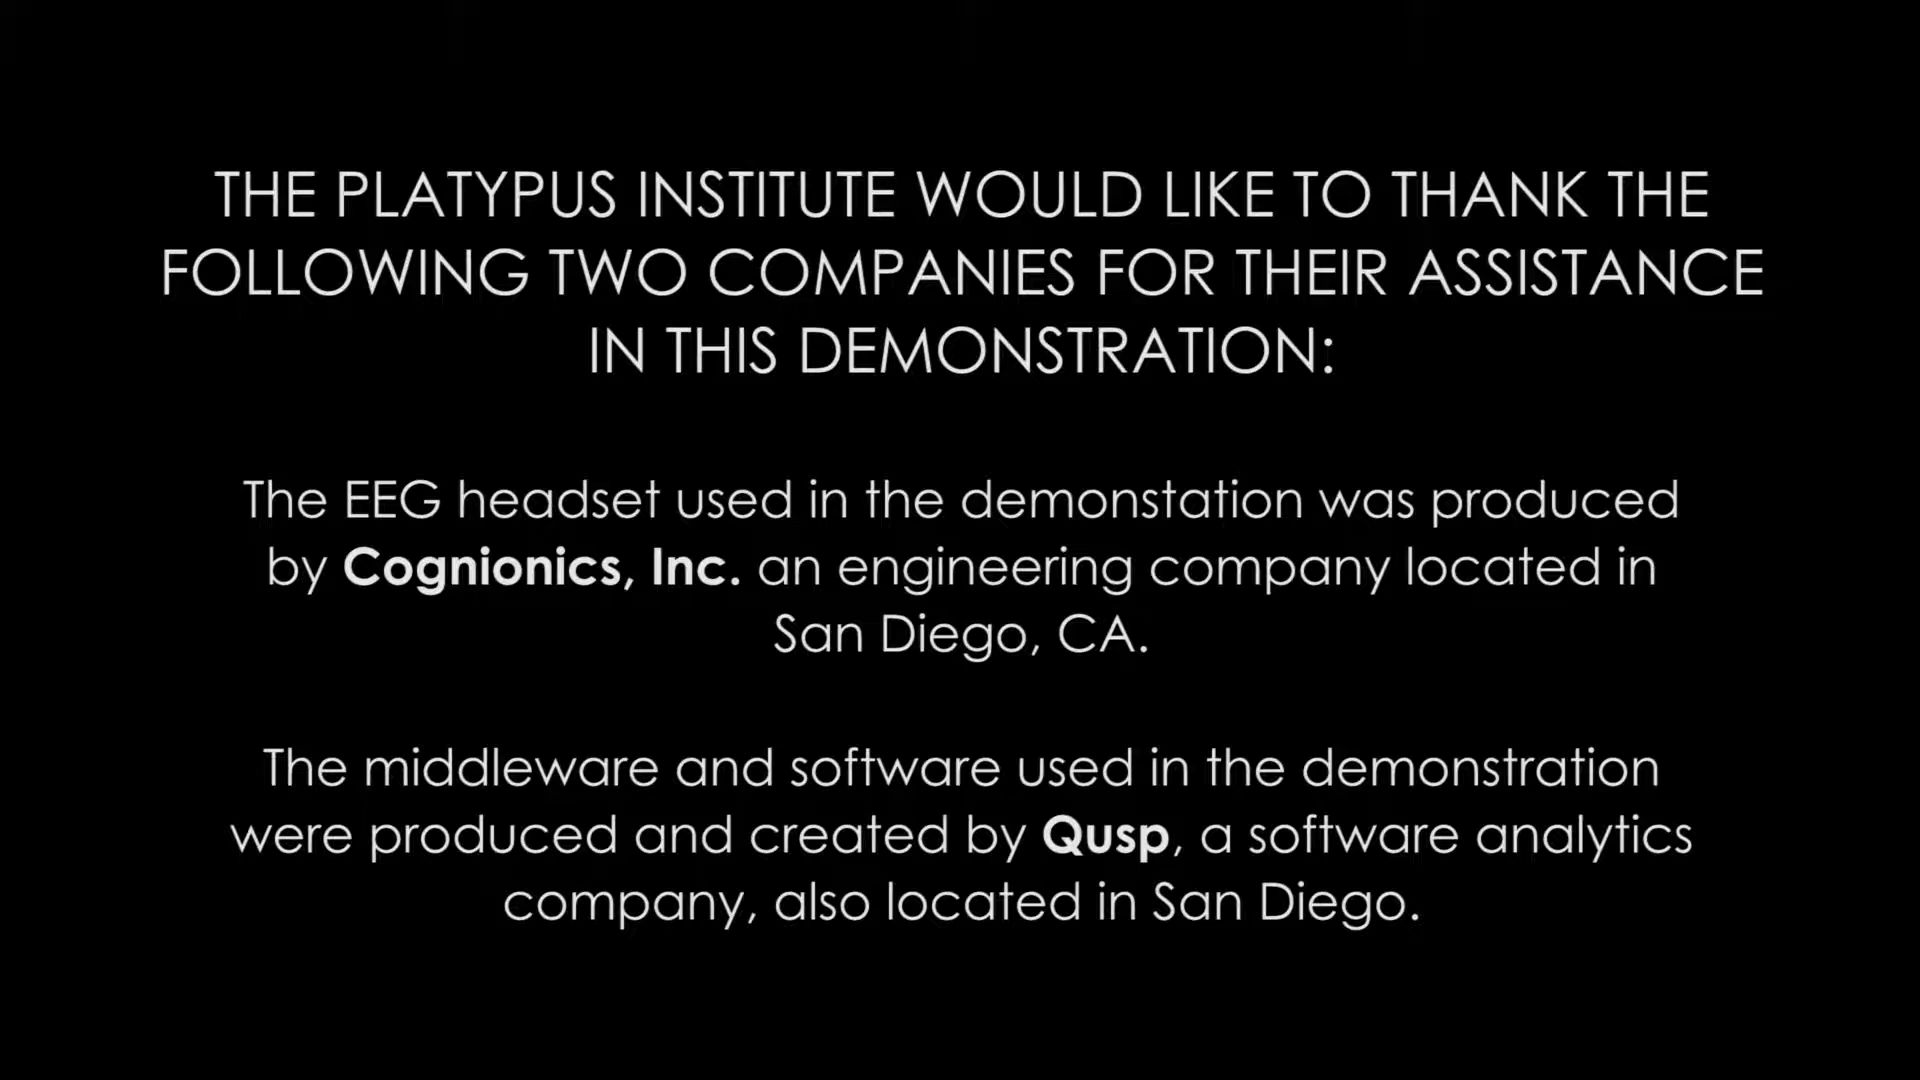 THE PLATYPUS INSTITUTE WOULD LIKE TO THANK THE
FOLLOWING TWO COMPANIES FOR THEIR ASSISTANCE
IN THIS DEMONSTRATION:
The EEG headset used in the demonstation was produced
by Cognionics, Inc. an engineering company located in
San Diego, CA.
The middleware and software used in the demonstration
were produced and created by Qusp, a software analytics
company, also located in San Diego.